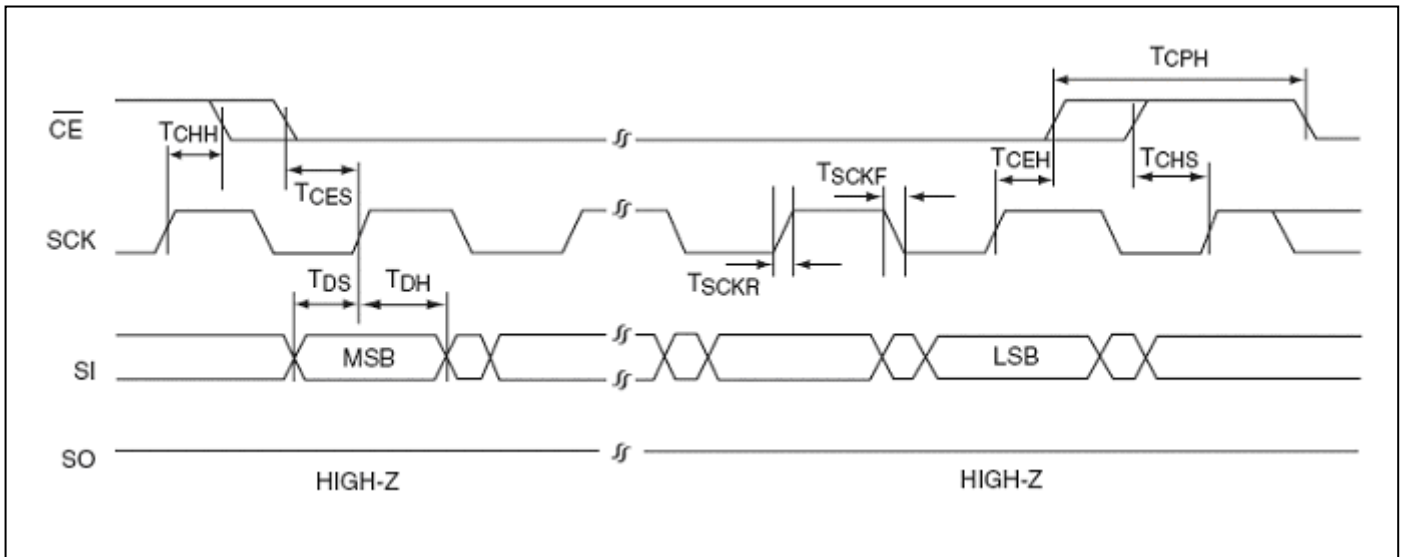 TCPH
CE
TCHH
TCES
TSCKF
TCEH
TCHS
SCK
TSCKR
TDS
TDH
SI
MSB
LSB
SO
HIGH-Z
HIGH-Z